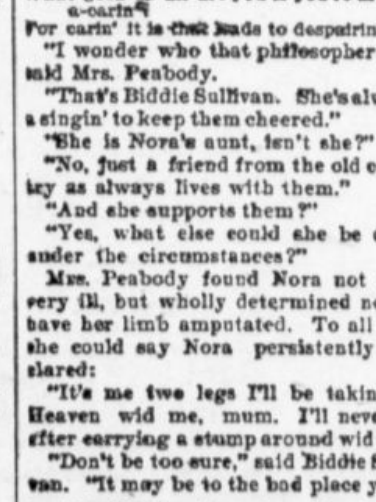 a-carin'
For carin' it is that leads to despairin
"I wonder who that philosopher
said Mrs. Peabody.
"That's Biddie Sullivan. She's alw
a singin' to keep them cheered."
"She is Nora's aunt, isn't she?"
"No, just a friend from the old c
try as always lives with them."
"And she supports them?"
"Yes, what else could she be d
under the circumstances?"
Mrs. Peabody found Nora not
very ill, but wholly determined n
have her limb amputated. To all
she could say Nora persistently
clared:
"It's me two legs I'll be takin
Heaven wid me, mum. I'll neve
after carrying a stump around wid
"Don't be too sure," said Biddie S
van. "It may be to the bad place y